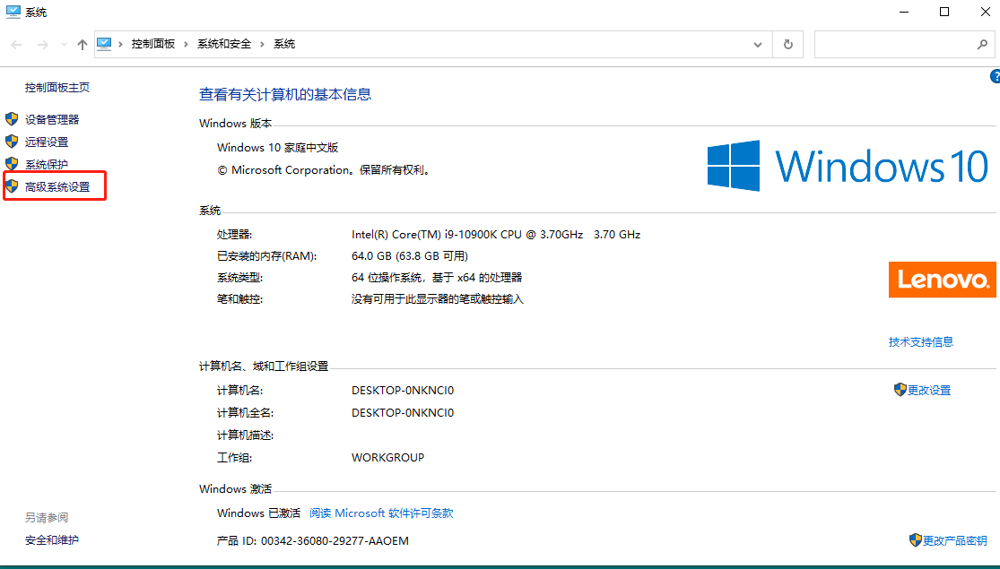 系统
控制面板 系统和安全 系统
控制面板主页
设备管理器
远程设置
系统保护
高级系统设置
查看有关计算机的基本信息
Windows 版本
Windows 10 家庭中文版
© Microsoft Corporation。保留所有权利。
Windows 10
系统
处理器: Intel(R) Core(TM) i9-10900K CPU @ 3.70GHz 3.70 GHz
已安装的内存(RAM): 64.0 GB (63.8 GB 可用)
系统类型: 64 位操作系统，基于 x64 的处理器
笔和触控: 没有可用于此显示器的笔或触控输入
Lenovo.
技术支持信息
计算机名、域和工作组设置
计算机名: DESKTOP-0NKNCI0
更改设置
计算机全名: DESKTOP-0NKNCI0
计算机描述:
工作组: WORKGROUP
Windows 激活
Windows 已激活 阅读 Microsoft 软件许可条款
产品 ID: 00342-36080-29277-AAOEM
更改产品密钥
另请参阅
安全和维护